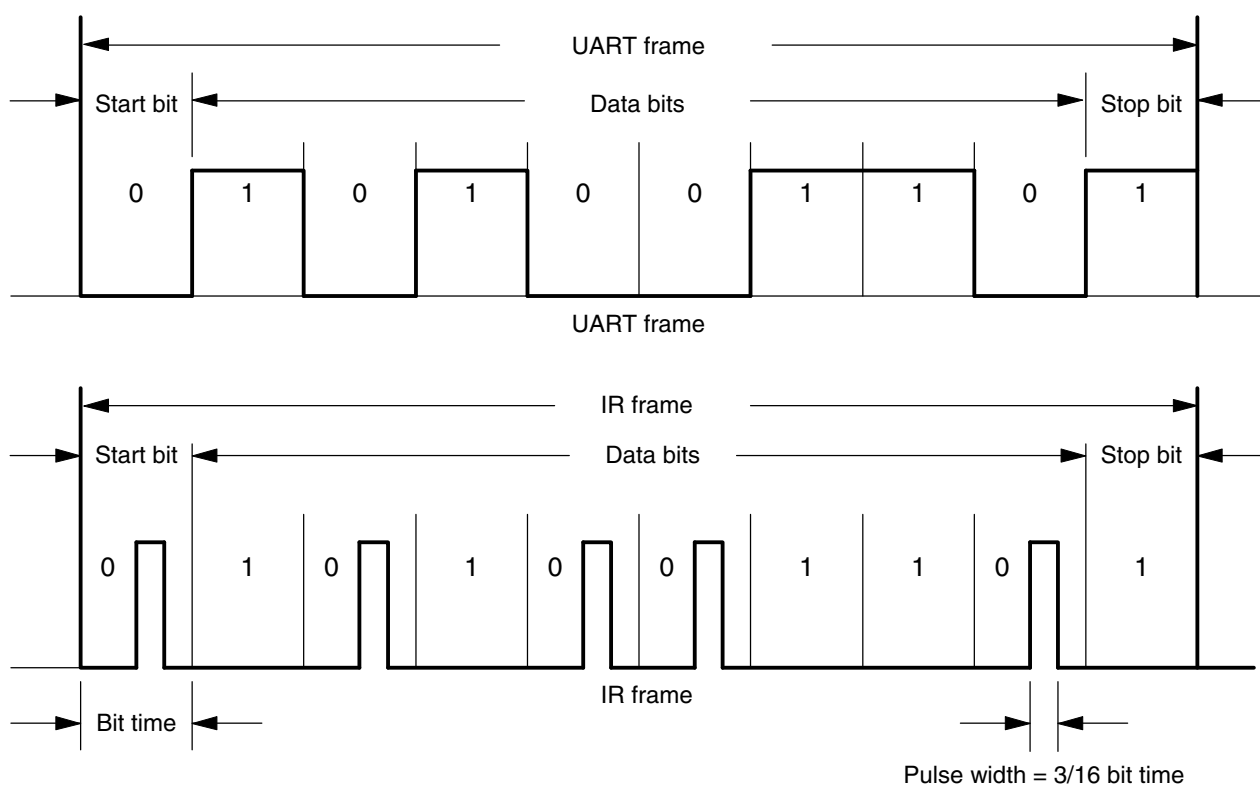 UART frame
Start bit Data bits Stop bit
0 1 0 1 0 0 1 1 0 1
UART frame
IR frame
Start bit Data bits Stop bit
0 1 0 1 0 0 1 1 0 1
IR frame
Bit time
Pulse width = 3/16 bit time